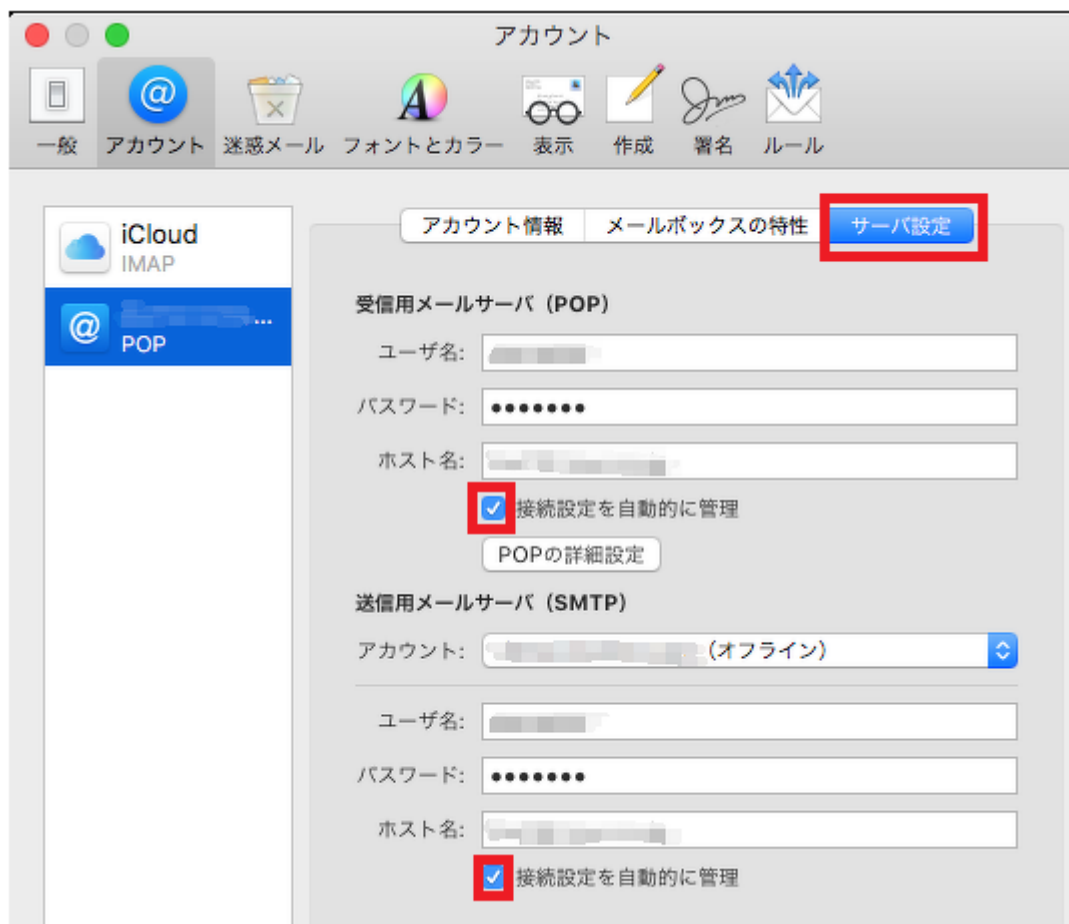 アカウント
一般 アカウント 迷惑メール フォントとカラー 表示 作成 署名 ルール
iCloud
IMAP
...
POP
アカウント情報 メールボックスの特性 サーバ設定
受信用メールサーバ (POP)
ユーザ名:
パスワード: •••••••
ホスト名:
接続設定を自動的に管理
POPの詳細設定
送信用メールサーバ (SMTP)
アカウント: (オフライン)
ユーザ名:
パスワード: •••••••
ホスト名:
接続設定を自動的に管理